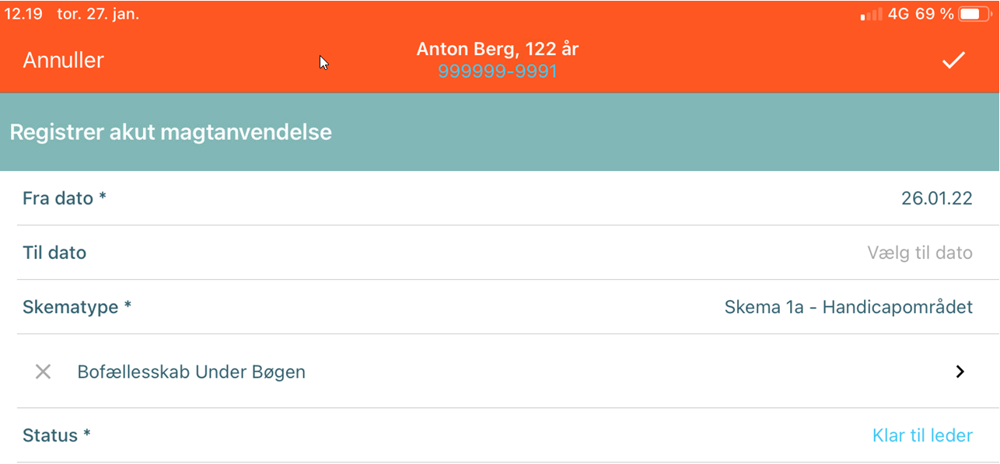 12.19 tor. 27. jan. 4G 69 %
Annuller
Anton Berg, 122 år
999999-9991
Registrer akut magtanvendelse
Fra dato * 26.01.22
Til dato Vælg til dato
Skematype * Skema 1a - Handicapområdet
Bofællesskab Under Bøgen
Status * Klar til leder